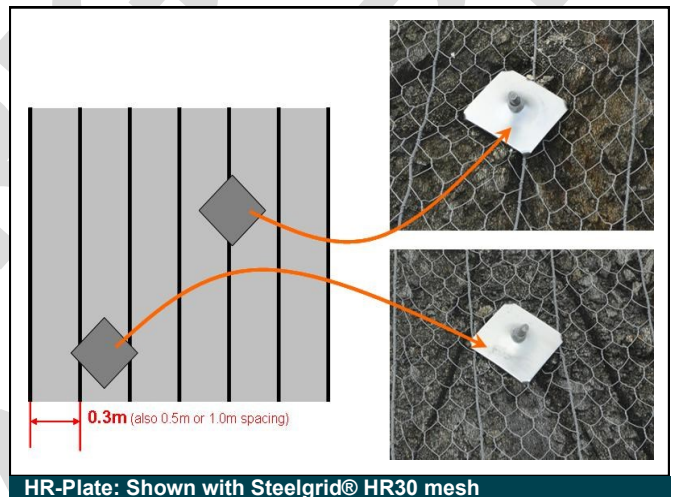 0.3m (also 0.5m or 1.0m spacing)
HR-Plate: Shown with Steelgrid® HR30 mesh